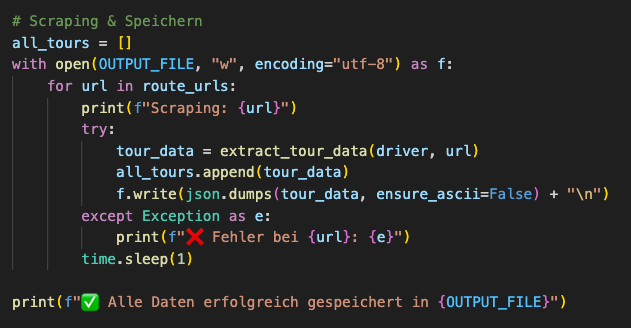 # Scraping & Speichern
all_tours = []
with open(OUTPUT_FILE, "w", encoding="utf-8") as f:
    for url in route_urls:
        print(f"Scraping: {url}")
        try:
            tour_data = extract_tour_data(driver, url)
            all_tours.append(tour_data)
            f.write(json.dumps(tour_data, ensure_ascii=False) + "\n")
        except Exception as e:
            print(f"❌ Fehler bei {url}: {e}")
        time.sleep(1)

print(f"✅ Alle Daten erfolgreich gespeichert in {OUTPUT_FILE}")